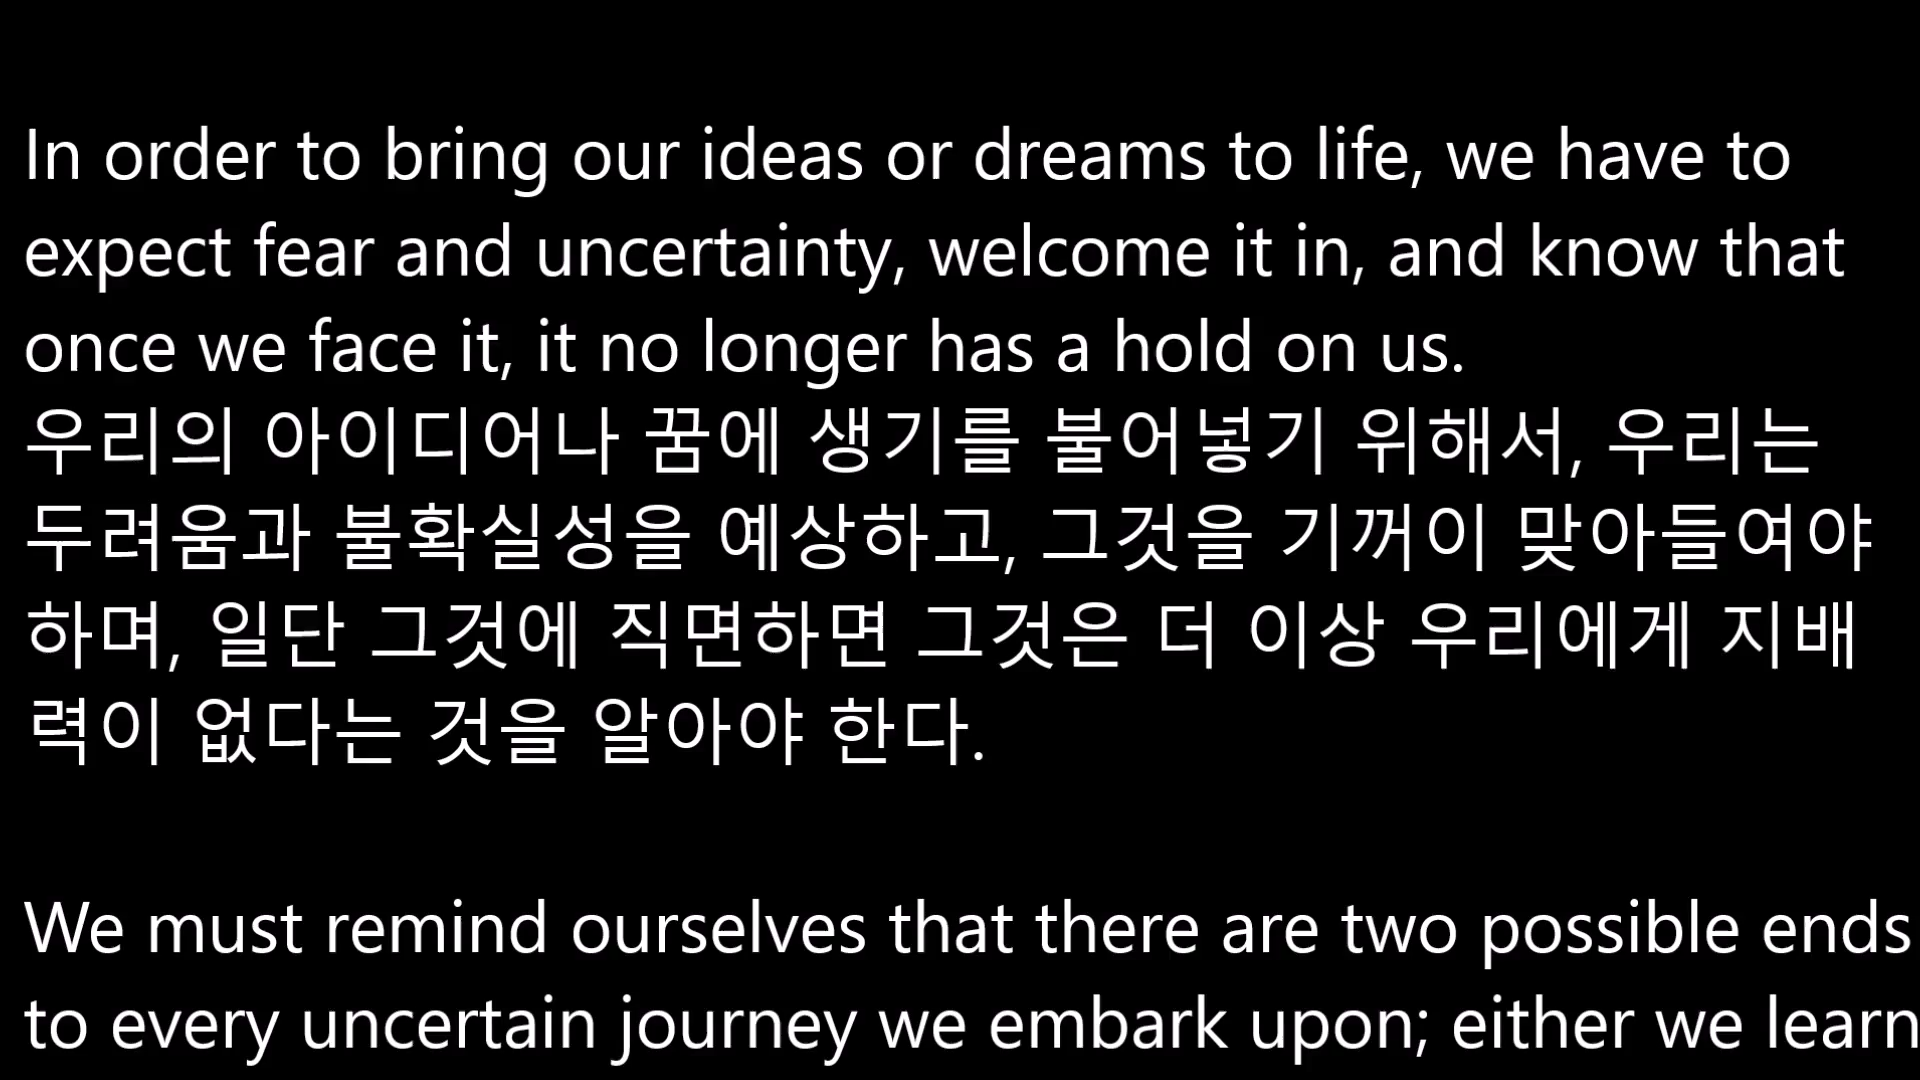 In order to bring our ideas or dreams to life, we have to
expect fear and uncertainty, welcome it in, and know that
once we face it, it no longer has a hold on us.
우리의 아이디어나 꿈에 생기를 불어넣기 위해서, 우리는
두려움과 불확실성을 예상하고, 그것을 기꺼이 맞아들여야
하며, 일단 그것에 직면하면 그것은 더 이상 우리에게 지배
력이 없다는 것을 알아야 한다.
We must remind ourselves that there are two possible ends
to every uncertain journey we embark upon; either we learn